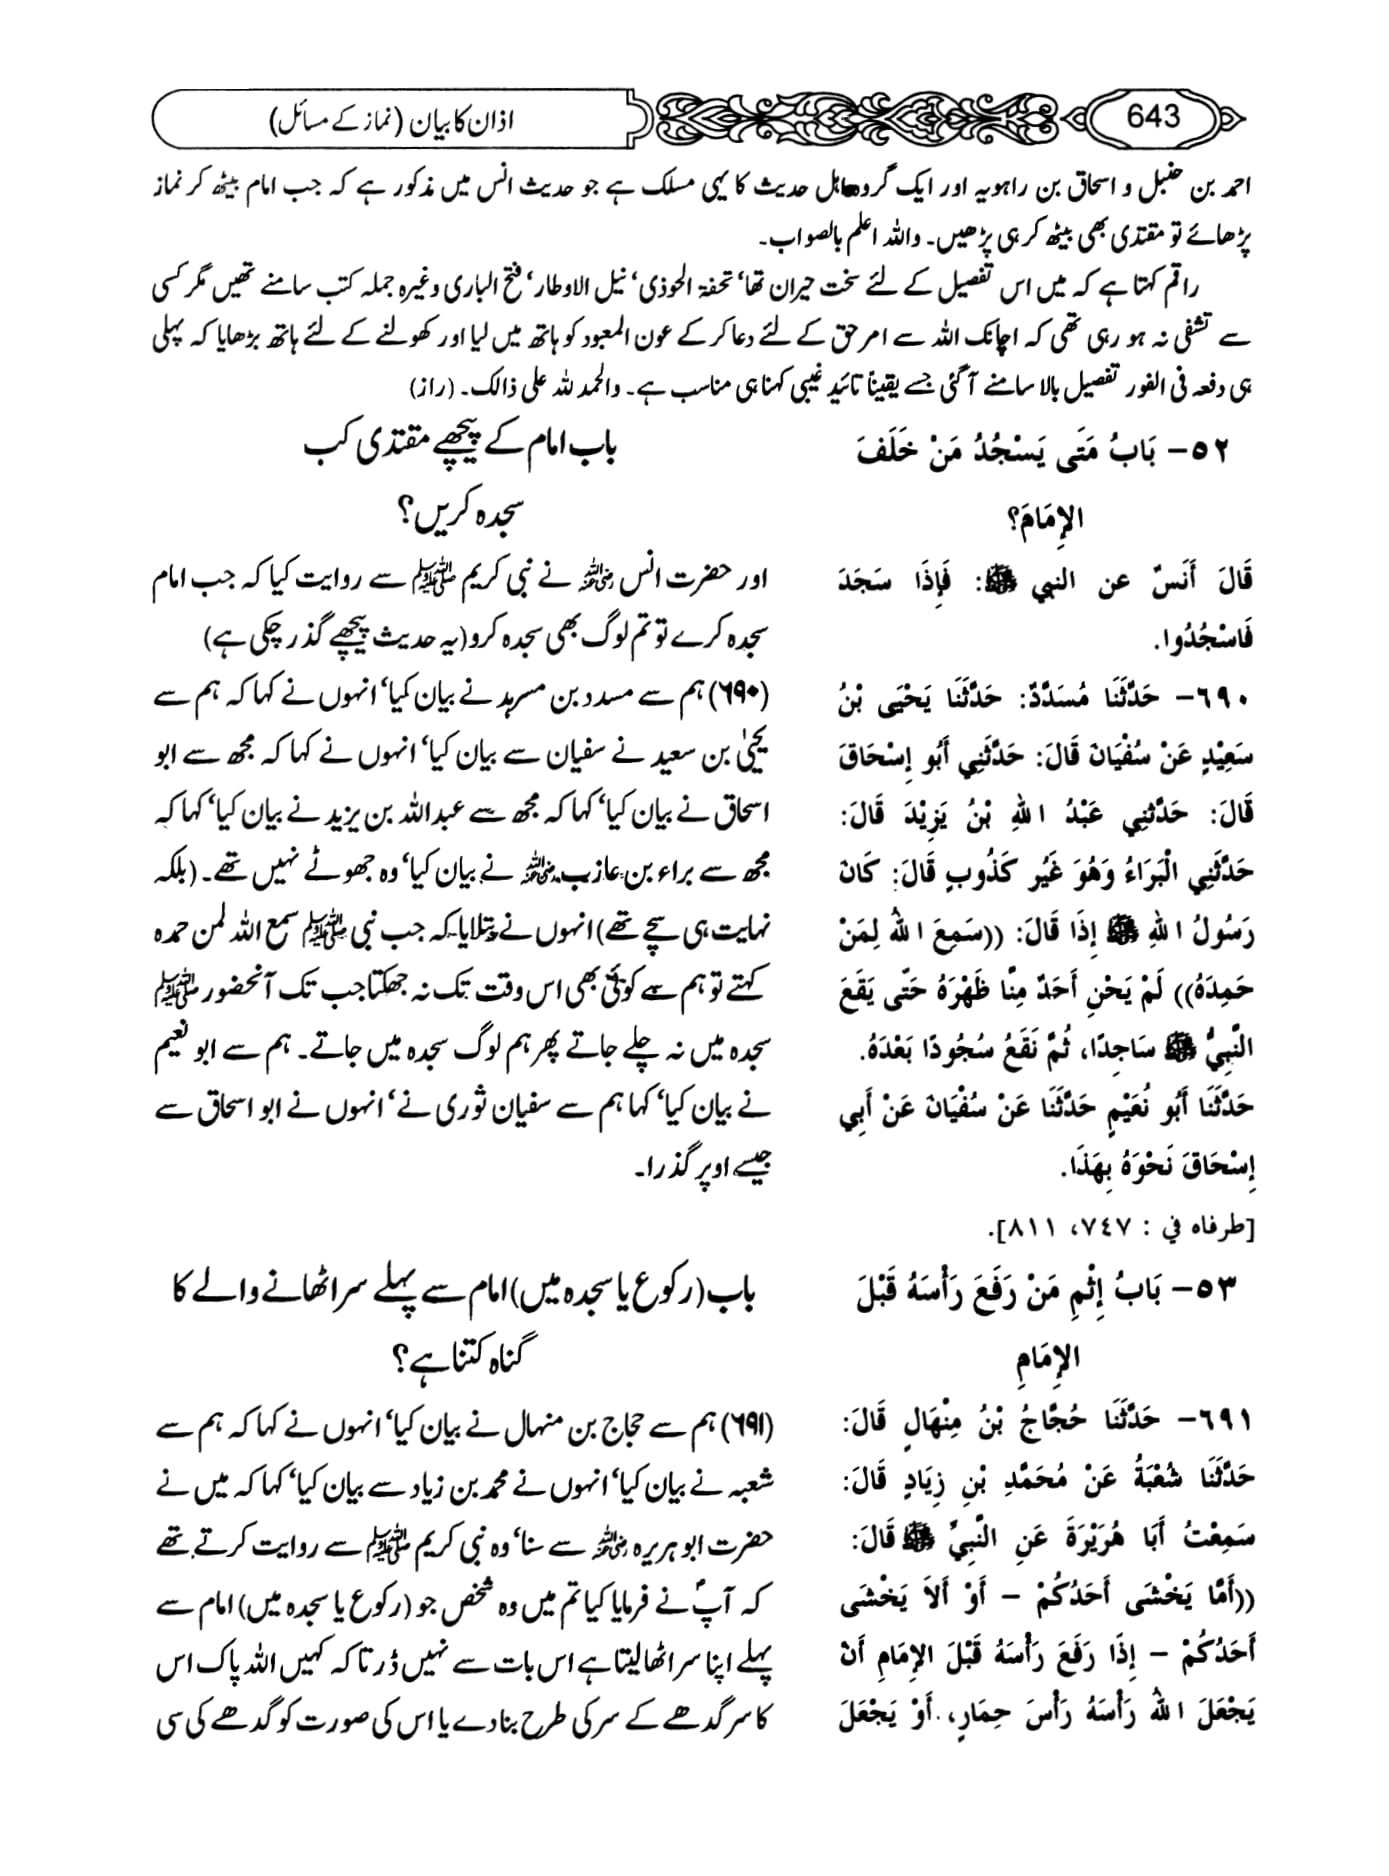 643
اذان کا بیان (نماز کے مسائل)
احمد بن حنبل و اسحاق بن راہویہ اور ایک گروہ اہل حدیث کا یہی مسلک ہے جو حدیث انس میں مذکور ہے کہ جب امام بیٹھ کر نماز
پڑھائے تو مقتدی بھی بیٹھ کر ہی پڑھیں۔ واللہ اعلم بالصواب۔
راقم کہتا ہے کہ میں اس تفصیل کے لئے سخت حیران تھا‘ تحفۃ الاحوذی‘ نیل الاوطار‘ فتح الباری وغیرہ جملہ کتب سامنے تھیں مگر کسی
سے تشفی نہ ہو رہی تھی کہ اچانک اللہ سے امر حق کے لئے دعا کر کے عون المعبود کو ہاتھ میں لیا اور کھولنے کے لئے ہاتھ بڑھایا کہ پہلی
ہی دفعہ فی الفور تفصیل بالا سامنے آگئی جسے یقیناً تائید غیبی کہنا ہی مناسب ہے۔ والحمد للہ علی ذالک۔ (راز)
٥٢- بَابُ مَتَى يَسْجُدُ مَنْ خَلْفَ
الإِمَامَ؟
قَالَ أَنَسٌ عن النبي ﷺ: فَإِذَا سَجَدَ
فَاسْجُدُوا.
٦٩٠- حَدَّثَنَا مُسَدَّدٌ: حَدَّثَنَا يَحْيَى بْنُ
سَعِيْدٍ عَنْ سُفْيَانَ قَالَ: حَدَّثَنِي أَبُو إِسْحَاقَ
قَالَ: حَدَّثنِي عَبْدُ اللهِ بْنُ يَزِيْدَ قَالَ:
حَدَّثَنِي الْبَرَاءُ وَهُوَ غَيْر كَذُوبٍ قَالَ: كَانَ
رَسُولُ اللهِ ﷺ إِذَا قَالَ: ((سَمِعَ اللهُ لِمَنْ
حَمِدَهُ)) لَمْ يَحْنِ أَحَدٌ مِنَّا ظَهْرَهُ حَتَّى يَقَعَ
النَّبِيُّ ﷺ سَاجِدًا، ثُمَّ نَقَعُ سُجُودًا بَعْدَهُ.
حَدَّثَنَا أَبُو نُعَيْمٍ حَدَّثَنَا عَنْ سُفْيَانَ عَنْ أَبِي
إِسْحَاقَ نَحْوَهُ بِهَذَا.
[طرفاه في : ٧٤٧، ٨١١].
باب امام کے پیچھے مقتدی کب
سجدہ کریں؟
اور حضرت انس رضی اللہ عنہ نے نبی کریم ﷺ سے روایت کیا کہ جب امام
سجدہ کرے تو تم لوگ بھی سجدہ کرو (یہ حدیث پیچھے گذر چکی ہے)
(۶۹۰) ہم سے مسدد بن مسرہد نے بیان کیا‘ انہوں نے کہا کہ ہم سے
یحییٰ بن سعید نے سفیان سے بیان کیا‘ انہوں نے کہا کہ مجھ سے ابو
اسحاق نے بیان کیا‘ کہا کہ مجھ سے عبداللہ بن یزید نے بیان کیا‘ کہا کہ
مجھ سے براء بن عازب رضی اللہ عنہ نے بیان کیا‘ وہ جھوٹے نہیں تھے۔ (بلکہ
نہایت ہی سچے تھے) انہوں نے بتلایا کہ جب نبی ﷺ سمع اللہ لمن حمدہ
کہتے تو ہم سے کوئی بھی اس وقت تک نہ جھکتا جب تک آنحضور ﷺ
سجدہ میں نہ چلے جاتے پھر ہم لوگ سجدہ میں جاتے۔ ہم سے ابو نعیم
نے بیان کیا‘ کہا ہم سے سفیان ثوری نے‘ انہوں نے ابو اسحاق سے
جیسے اوپر گذرا۔
٥٣- بَابُ إِثْمِ مَنْ رَفَعَ رَأْسَهُ قَبْلَ
الإِمَامِ
٦٩١- حَدَّثَنَا حُجَّاجُ بْنُ مِنْهَالٍ قَالَ:
حَدَّثَنَا شُعْبَةُ عَنْ مُحَمَّدِ بْنِ زِيَادٍ قَالَ:
سَمِعْتُ أَبَا هُرَيْرَةَ عَنِ النَّبِيِّ ﷺ قَالَ:
((أَمَّا يَخْشَى أَحَدُكُمْ - أَوْ أَلاَ يَخْشَى
أَحَدُكُمْ - إِذَا رَفَعَ رَأْسَهُ قَبْلَ الإِمَامِ أَنْ
يَجْعَلَ اللهُ رَأْسَهُ رَأْسَ حِمَارٍ، أَوْ يَجْعَلَ
باب (رکوع یا سجدہ میں) امام سے پہلے سر اٹھانے والے کا
گناہ کتنا ہے؟
(۶۹۱) ہم سے حجاج بن منہال نے بیان کیا‘ انہوں نے کہا کہ ہم سے
شعبہ نے بیان کیا‘ انہوں نے محمد بن زیاد سے بیان کیا‘ کہا کہ میں نے
حضرت ابو ہریرہ رضی اللہ عنہ سے سنا‘ وہ نبی کریم ﷺ سے روایت کرتے تھے
کہ آپؐ نے فرمایا کیا تم میں وہ شخص جو (رکوع یا سجدہ میں) امام سے
پہلے اپنا سر اٹھا لیتا ہے اس بات سے نہیں ڈرتا کہ کہیں اللہ پاک اس
کا سر گدھے کے سر کی طرح بنا دے یا اس کی صورت کو گدھے کی سی